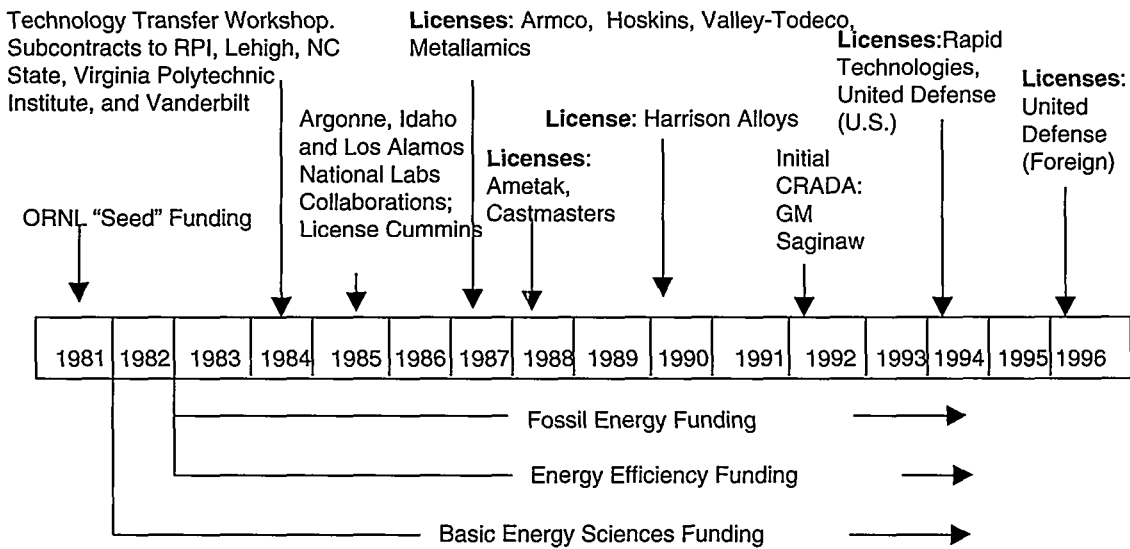 Technology Transfer Workshop.
Subcontracts to RPI, Lehigh, NC
State, Virginia Polytechnic
Institute, and Vanderbilt
Licenses: Armco, Hoskins, Valley-Todeco,
Metallamics
Licenses:Rapid
Technologies,
United Defense
(U.S.)
Licenses:
United
Defense
(Foreign)
Argonne, Idaho
and Los Alamos
National Labs
Collaborations;
License Cummins
License: Harrison Alloys
Licenses:
Ametak,
Castmasters
Initial
CRADA:
GM
Saginaw
ORNL "Seed" Funding
1981 1982 1983 1984 1985 1986 1987 1988 1989 1990 1991 1992 1993 1994 1995 1996
Fossil Energy Funding
Energy Efficiency Funding
Basic Energy Sciences Funding